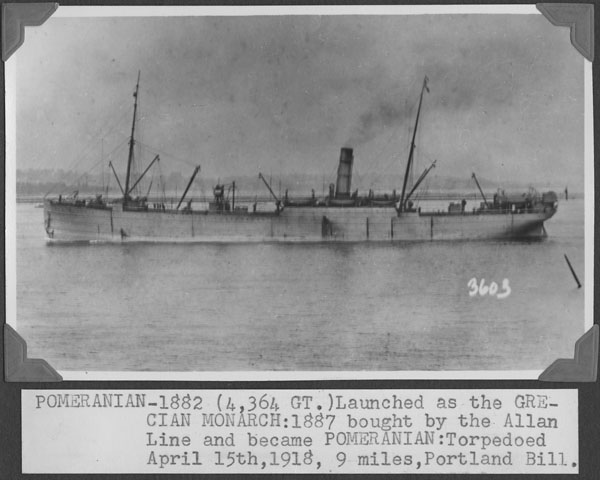 3603
POMERANIAN-1882 (4,364 GT.)Launched as the GRE-
CIAN MONARCH:1887 bought by the Allan
Line and became POMERANIAN:Torpedoed
April 15th,1918, 9 miles,Portland Bill.